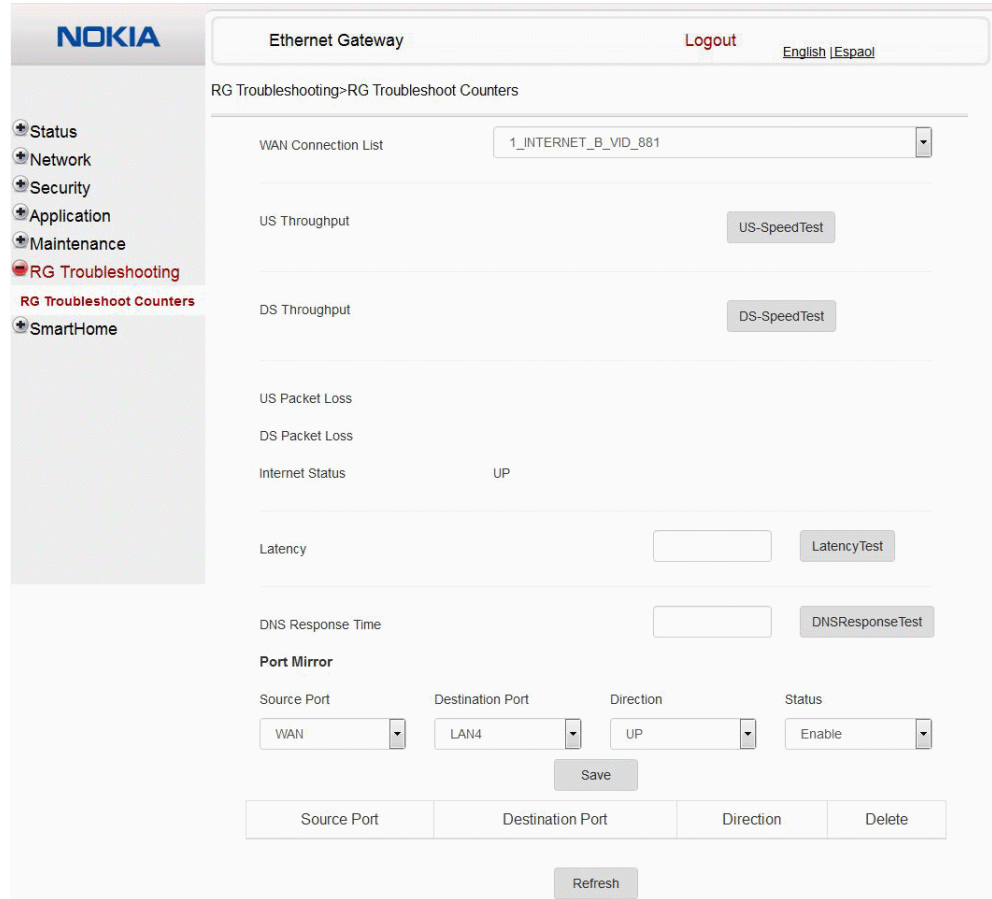 NOKIA
Ethernet Gateway
Logout
English | Espaol
RG Troubleshooting>RG Troubleshoot Counters
Status
Network
Security
Application
Maintenance
RG Troubleshooting
RG Troubleshoot Counters
SmartHome
WAN Connection List
1_INTERNET_B_VID_881
US Throughput
US-SpeedTest
DS Throughput
DS-SpeedTest
US Packet Loss
DS Packet Loss
Internet Status UP
Latency
LatencyTest
DNS Response Time
DNSResponseTest
Port Mirror
Source Port Destination Port Direction Status
WAN LAN4 UP Enable
Save
Source Port Destination Port Direction Delete
Refresh